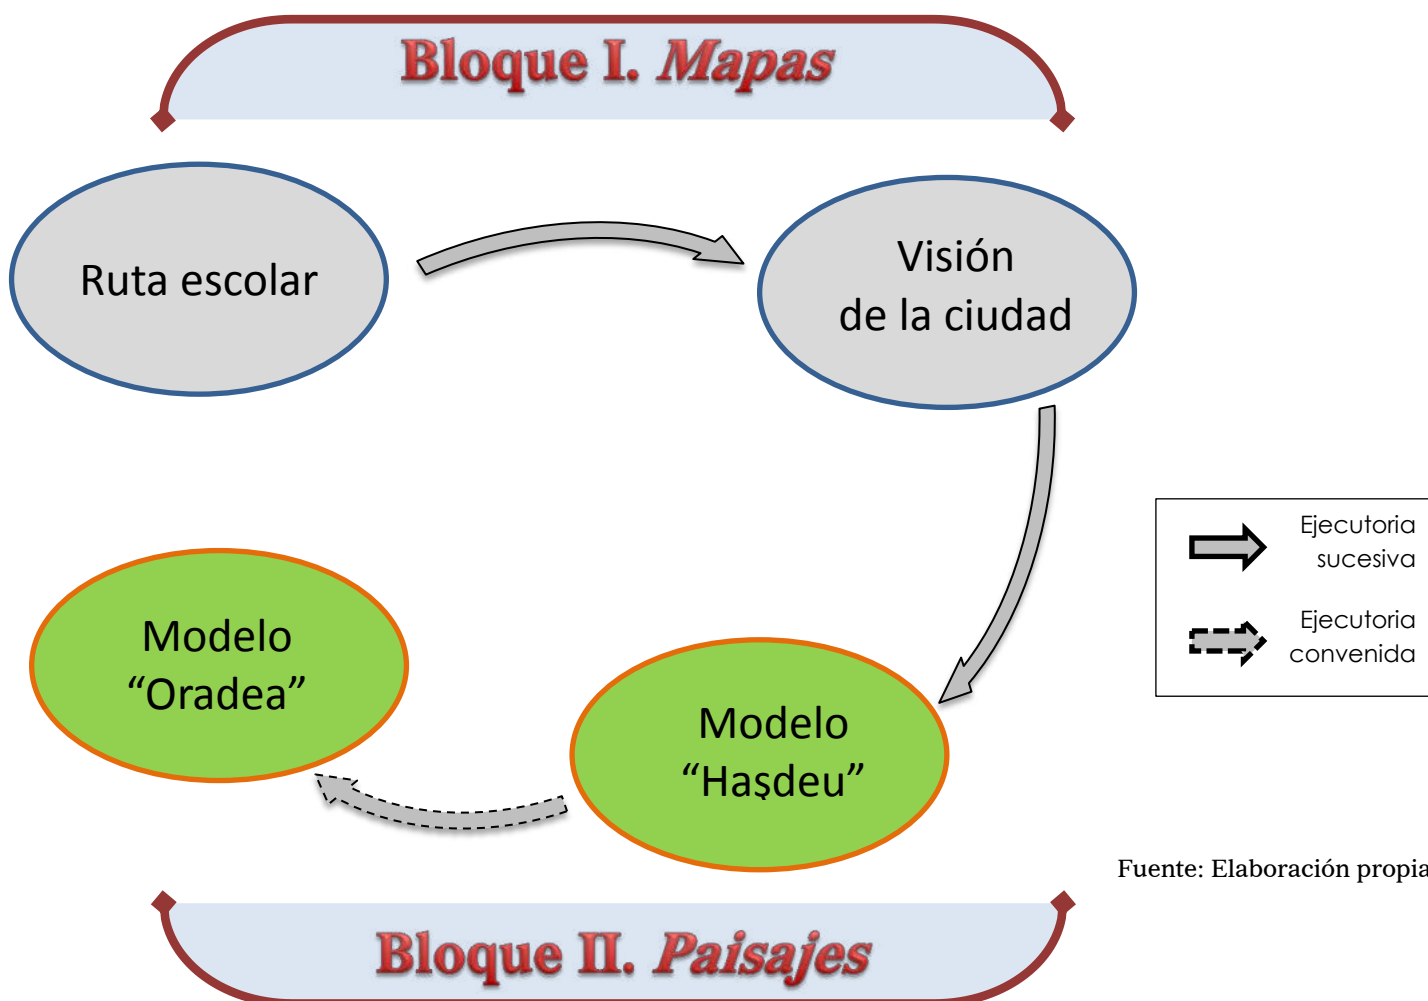 Bloque I. Mapas
Ruta escolar
Visión
de la ciudad
Ejecutoria
sucesiva
Ejecutoria
convenida
Modelo
“Oradea”
Modelo
“Haşdeu”
Fuente: Elaboración propia
Bloque II. Paisajes